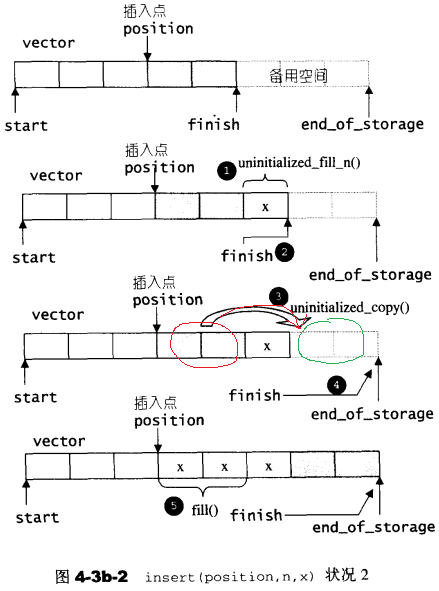 插入点
vector
position
备用空间
start
finish
end_of_storage
插入点
vector
position
1 uninitialized_fill_n()
x
finish 2
start
end_of_storage
3
插入点
uninitialized_copy()
vector
position
x
4
finish
start
end_of_storage
插入点
position
vector
x x x
5 fill()
finish
start
end_of_storage
图 4-3b-2 insert(position,n,x) 状况 2